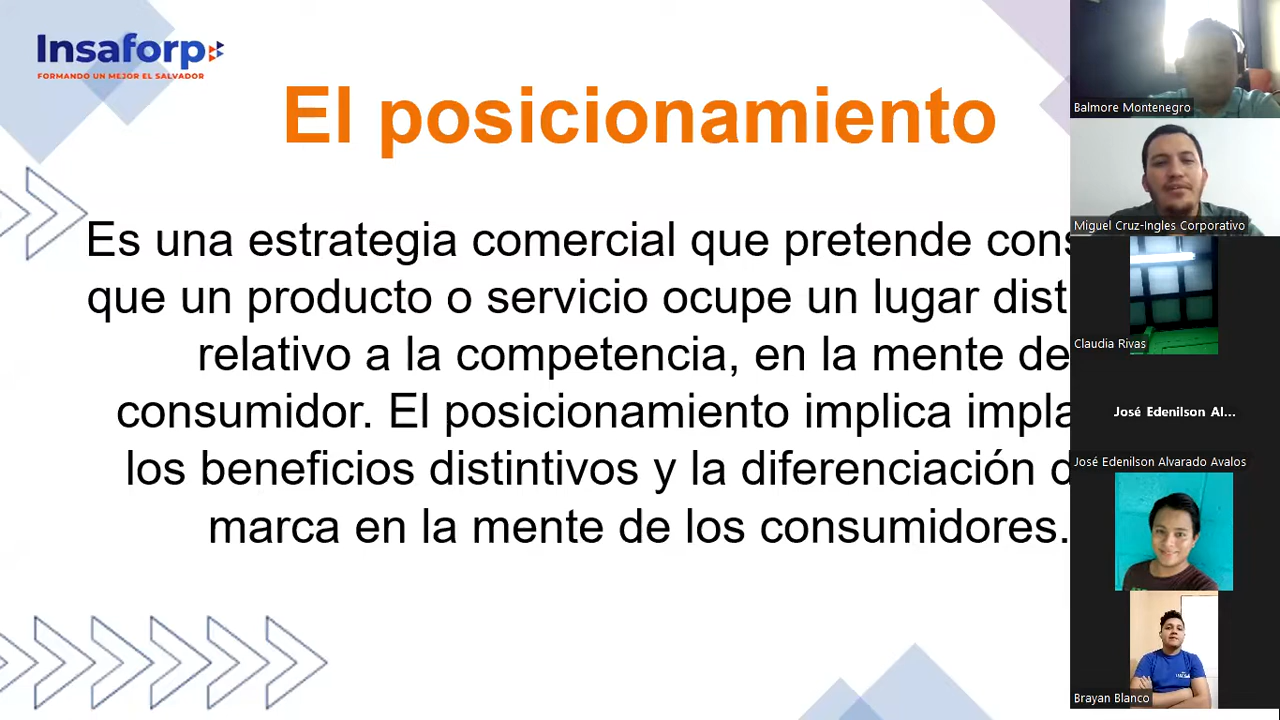 Insaforp
FORMANDO UN MEJOR EL SALVADOR
El posicionamiento
Es una estrategia comercial que pretende cons
que un producto o servicio ocupe un lugar dist
relativo a la competencia, en la mente de
consumidor. El posicionamiento implica impla
los beneficios distintivos y la diferenciación d
marca en la mente de los consumidores.
Balmore Montenegro
Miguel Cruz-Ingles Corporativo
Claudia Rivas
José Edenilson Al...
José Edenilson Alvarado Avalos
Brayan Blanco